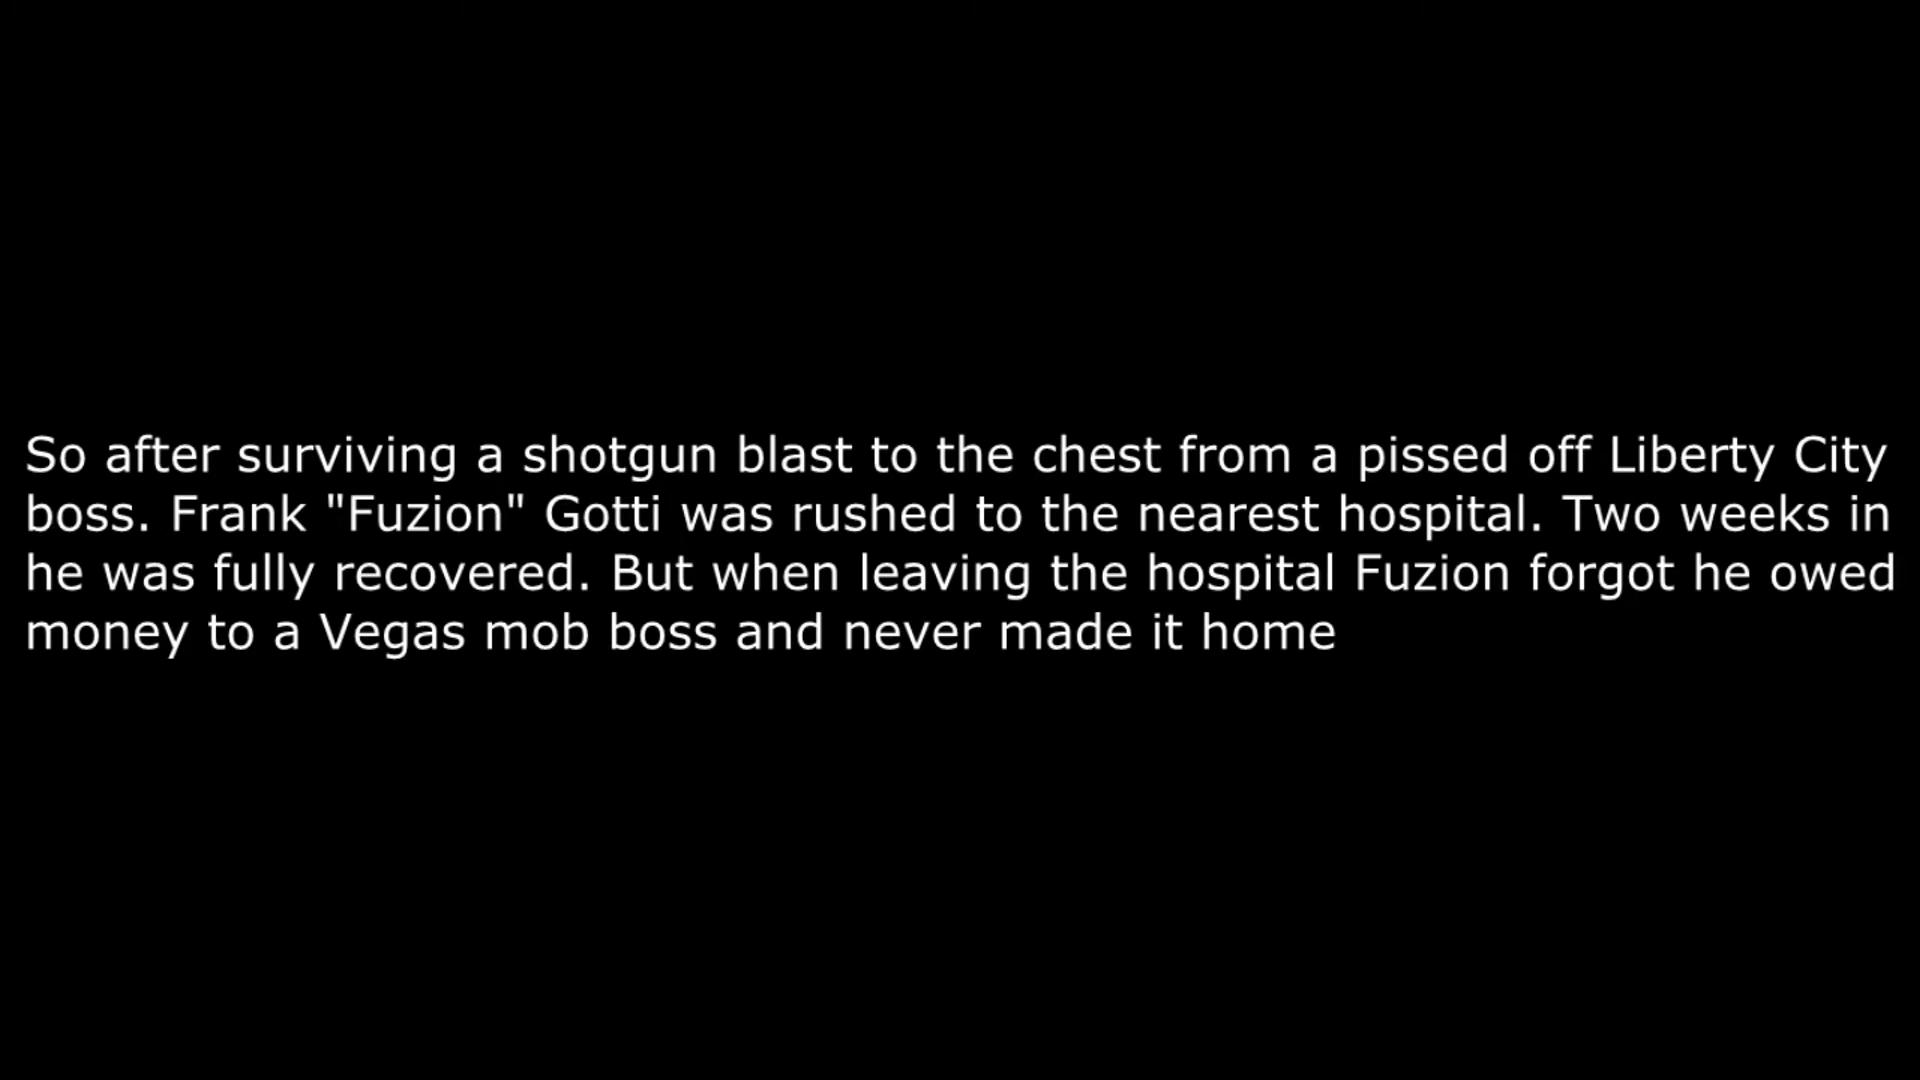 So after surviving a shotgun blast to the chest from a pissed off Liberty City
boss. Frank "Fuzion" Gotti was rushed to the nearest hospital. Two weeks in
he was fully recovered. But when leaving the hospital Fuzion forgot he owed
money to a Vegas mob boss and never made it home